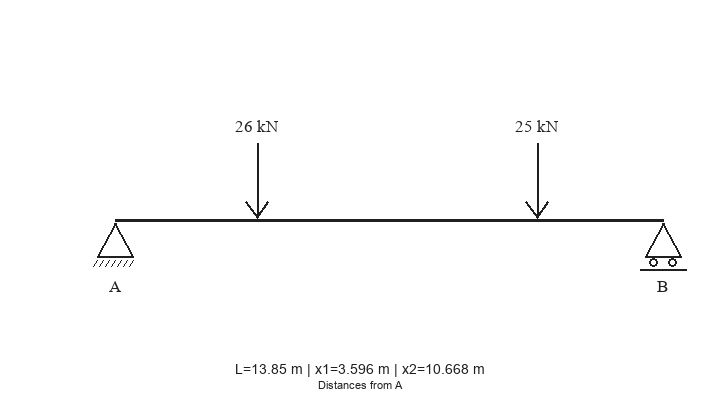 26 kN 25 kN
A B
L=13.85 m | x1=3.596 m | x2=10.668 m
Distances from A